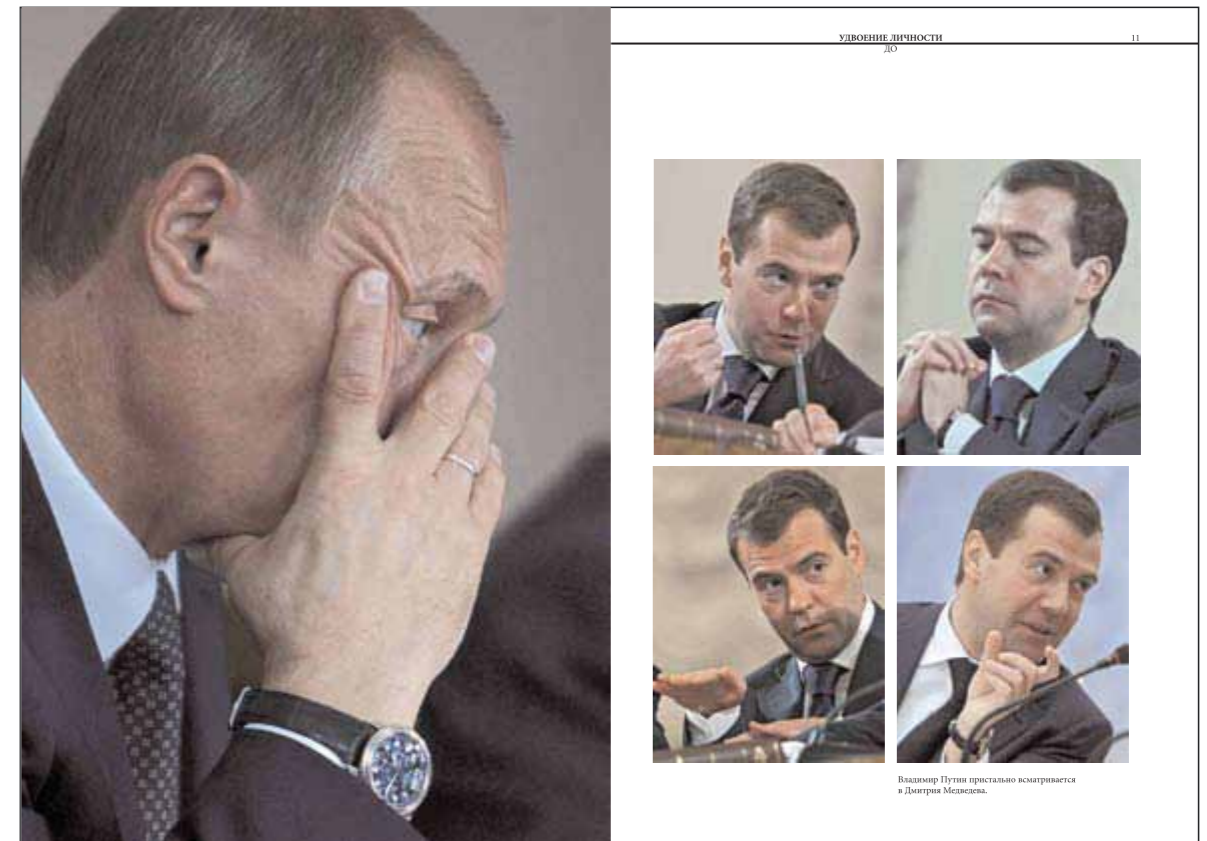 УДВОЕНИЕ ЛИЧНОСТИ 11
ДО
Владимир Путин пристально всматривается
в Дмитрия Медведева.